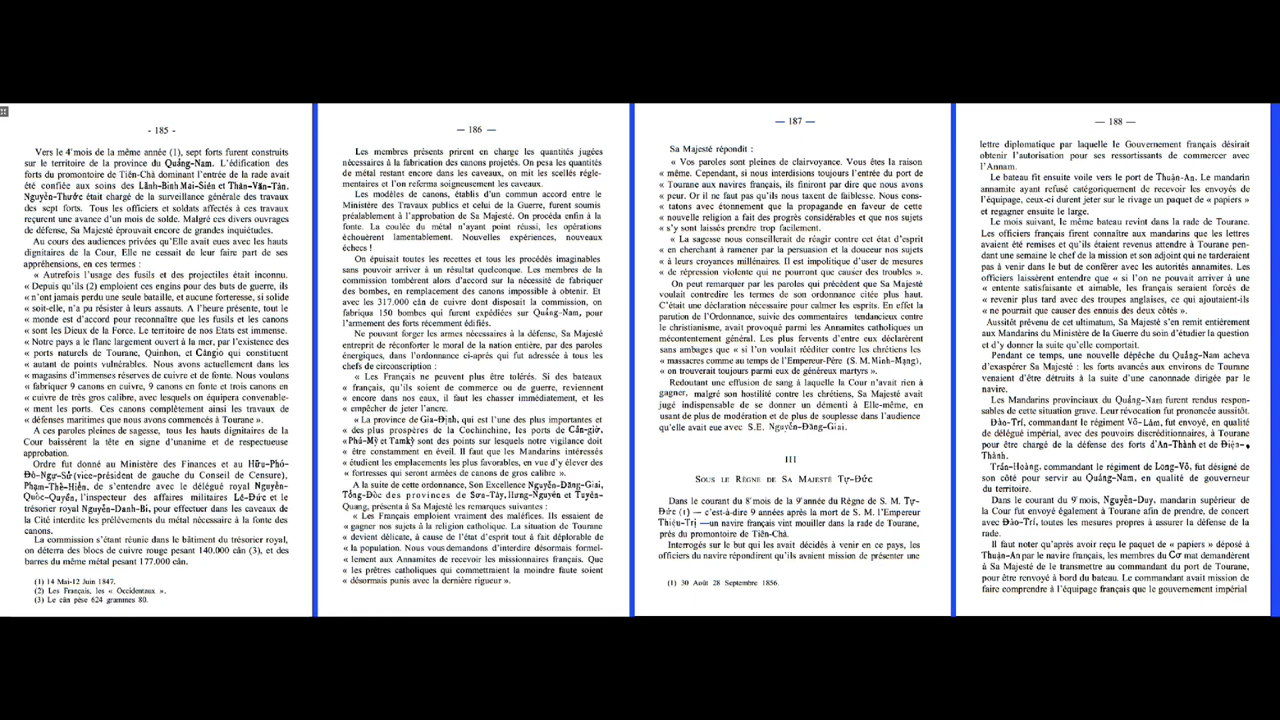 - 185 -
Vers le 4e mois de la même année (1), sept forts furent construits
sur le territoire de la province du Quảng-Nam. L'édification des
forts du promontoire de Tiên-Chà dominant l'entrée de la rade avait
été confiée aux soins des Lãnh-Binh Mai-Sién et Thân-Văn-Tân.
Nguyễn-Thước était chargé de la surveillance générale des travaux
des sept forts. Tous les officiers et soldats affectés à ces travaux
reçurent une avance d'un mois de solde. Malgré ces divers ouvrages
de défense, Sa Majesté éprouvait encore de grandes inquiétudes.
Au cours des audiences privées qu'Elle avait eues avec les hauts
dignitaires de la Cour, Elle ne cessait de leur faire part de ses
appréhensions, en ces termes :
« Autrefois l'usage des fusils et des projectiles était inconnu.
« Depuis qu'ils (2) emploient ces engins pour des buts de guerre, ils
« n'ont jamais perdu une seule bataille, et aucune forteresse, si solide
« soit-elle, n'a pu résister à leurs assauts. A l'heure présente, tout le
« monde est d'accord pour reconnaître que les fusils et les canons
« sont les Dieux de la Force. Le territoire de nos Etats est immense.
« Notre pays a le flanc largement ouvert à la mer, par l'existence des
« ports naturels de Tourane, Quinhon, et Cángio qui constituent
« autant de points vulnérables. Nous avons actuellement dans les
« magasins d'immenses réserves de cuivre et de fonte. Nous voulons
« fabriquer 9 canons en cuivre, 9 canons en fonte et trois canons en
« cuivre de très gros calibre, avec lesquels on équipera convenable-
« ment les ports. Ces canons complètement ainsi les travaux de
« défenses maritimes que nous avons commencés à Tourane ».
A ces paroles pleines de sagesse, tous les hauts dignitaires de la
Cour baissèrent la tête en signe d'unanime et de respectueuse
approbation.
Ordre fut donné au Ministère des Finances et au Hữu-Phó-
Đô-Ngự-Sử (vice-président de gauche du Conseil de Censure),
Phạm-Thế-Hiển, de s'entendre avec le délégué royal Nguyễn-
Quốc-Quyền, l'inspecteur des affaires militaires Lê-Đức et le
trésorier royal Nguyễn-Danh-Bi, pour effectuer dans les caveaux de
la Cité interdite les prélèvements du métal nécessaire à la fonte des
canons.
La commission s'étant réunie dans le bâtiment du trésorier royal,
on déterra des blocs de cuivre rouge pesant 140.000 cân (3), et des
barres du même métal pesant 177.000 cân.
(1) 14 Mai-12 Juin 1847.
(2) Les Français, les « Occidentaux ».
(3) Le cân pèse 624 grammes 80.
— 186 —
Les membres présents prirent en charge les quantités jugées
nécessaires à la fabrication des canons projetés. On pesa les quantités
de métal restant encore dans les caveaux, on mit les scellés régle-
mentaires et l'on referma soigneusement les caveaux.
Les modèles de canons, établis d'un commun accord entre le
Ministère des Travaux publics et celui de la Guerre, furent soumis
préalablement à l'approbation de Sa Majesté. On procéda enfin à la
fonte. La coulée du métal n'ayant point réussi, les opérations
échouèrent lamentablement. Nouvelles expériences, nouveaux
échecs !
On épuisait toutes les recettes et tous les procédés imaginables
sans pouvoir arriver à un résultat quelconque. Les membres de la
commission tombèrent alors d'accord sur la nécessité de fabriquer
des bombes, en remplacement des canons impossible à obtenir. Et
avec les 317.000 cân de cuivre dont disposait la commission, on
fabriqua 150 bombes qui furent expédiées sur Quảng-Nam, pour
l'armement des forts récemment édifiés.
Ne pouvant forger les armes nécessaires à la défense, Sa Majesté
entreprit de réconforter le moral de la nation entière, par des paroles
énergiques, dans l'ordonnance ci-après qui fut adressée à tous les
chefs de circonscription :
« Les Français ne peuvent plus être tolérés. Si des bateaux
« français, qu'ils soient de commerce ou de guerre, reviennent
« encore dans nos eaux, il faut les chasser immédiatement, et les
« empêcher de jeter l'ancre.
« La province de Gia-Định, qui est l'une des plus importantes et
« des plus prospères de la Cochinchine, les ports de Cần-giờ,
« Phú-Mỹ et Tamkỳ sont des points sur lesquels notre vigilance doit
« être constamment en éveil. Il faut que les Mandarins intéressés
« étudient les emplacements les plus favorables, en vue d'y élever des
« fortresses qui seront armées de canons de gros calibre ».
A la suite de cette ordonnance, Son Excellence Nguyễn-Đăng-Giai,
Tổng-Đốc des provinces de Sơn-Tây, Hưng-Nguyên et Tuyên-
Quang, présenta à Sa Majesté les remarques suivantes :
« Les Français emploient vraiment des maléfices. Ils essaient de
« gagner nos sujets à la religion catholique. La situation de Tourane
« devient délicate, à cause de l'état d'esprit tout à fait déplorable de
« la population. Nous vous demandons d'interdire désormais formel-
« lement aux Annamites de recevoir les missionnaires français. Que
« les prêtres catholiques qui commettraient la moindre faute soient
« désormais punis avec la dernière rigueur ».
— 187 —
Sa Majesté répondit :
« Vos paroles sont pleines de clairvoyance. Vous êtes la raison
« même. Cependant, si nous interdisions toujours l'entrée du port de
« Tourane aux navires français, ils finiront par dire que nous avons
« peur. Or il ne faut pas qu'ils nous taxent de faiblesse. Nous cons-
« tatons avec étonnement que la propagande en faveur de cette
« nouvelle religion a fait des progrès considérables et que nos sujets
« s'y sont laissés prendre trop facilement.
« La sagesse nous conseillerait de réagir contre cet état d'esprit
« en cherchant à ramener par la persuasion et la douceur nos sujets
« à leurs croyances millénaires. Il est impolitique d'user de mesures
« de répression violente qui ne pourront que causer des troubles ».
On peut remarquer par les paroles qui précèdent que Sa Majesté
voulait contredire les termes de son ordonnance citée plus haut.
C'était une déclaration nécessaire pour calmer les esprits. En effet la
parution de l'Ordonnance, suivie des commentaires tendancieux contre
le christianisme, avait provoqué parmi les Annamites catholiques un
mécontentement général. Les plus fervents d'entre eux déclarèrent
sans ambages que « si l'on voulait rééditer contre les chrétiens les
« massacres comme au temps de l'Empereur-Père (S. M. Minh-Mạng),
« on trouverait toujours parmi eux de généreux martyrs ».
Redoutant une effusion de sang à laquelle la Cour n'avait rien à
gagner, malgré son hostilité contre les chrétiens, Sa Majesté avait
jugé indispensable de se donner un démenti à Elle-même, en
usant de plus de modération et de plus de souplesse dans l'audience
qu'elle avait eue avec S.E. Nguyễn-Đăng-Giai.
III
SOUS LE RÈGNE DE SA MAJESTÉ TỰ-ĐỨC
Dans le courant du 8e mois de la 9e année du Règne de S. M. Tự-
Đức (1) — c'est-à-dire 9 années après la mort de S. M. l'Empereur
Thiệu-Trị —un navire français vint mouiller dans la rade de Tourane,
près du promontoire de Tiên-Chà.
Interrogés sur le but qui les avait décidés à venir en ce pays, les
officiers du navire répondirent qu'ils avaient mission de présenter une
(1) 30 Août 28 Septembre 1856.
— 188 —
lettre diplomatique par laquelle le Gouvernement français désirait
obtenir l'autorisation pour ses ressortissants de commercer avec
l'Annam.
Le bateau fit ensuite voile vers le port de Thuận-An. Le mandarin
annamite ayant refusé catégoriquement de recevoir les envoyés de
l'équipage, ceux-ci durent jeter sur le rivage un paquet de « papiers »
et regagner ensuite le large.
Le mois suivant, le même bateau revint dans la rade de Tourane.
Les officiers français firent connaître aux mandarins que les lettres
avaient été remises et qu'ils étaient revenus attendre à Tourane pen-
dant une semaine le chef de la mission et son adjoint qui ne tarderaient
pas à venir dans le but de conférer avec les autorités annamites. Les
officiers laissèrent entendre que « si l'on ne pouvait arriver à une
« entente satisfaisante et aimable, les français seraient forcés de
« revenir plus tard avec des troupes anglaises, ce qui ajoutaient-ils
« ne pourrait que causer des ennuis des deux côtés ».
Aussitôt prévenu de cet ultimatum, Sa Majesté s'en remit entièrement
aux Mandarins du Ministère de la Guerre du soin d'étudier la question
et d'y donner la suite qu'elle comportait.
Pendant ce temps, une nouvelle dépêche du Quảng-Nam acheva
d'exaspérer Sa Majesté : les forts avancés aux environs de Tourane
venaient d'être détruits à la suite d'une canonnade dirigée par le
navire.
Les Mandarins provinciaux du Quảng-Nam furent rendus respon-
sables de cette situation grave. Leur révocation fut prononcée aussitôt.
Đào-Trí, commandant le régiment Võ-Lâm, fut envoyé, en qualité
de délégué impérial, avec des pouvoirs discréditionnaires, à Tourane
pour être chargé de la défense des forts d'An-Thành et de Điện-
Thành.
Trần-Hoàng, commandant le régiment de Long-Võ, fut désigné de
son côté pour servir au Quảng-Nam, en qualité de gouverneur
du territoire.
Dans le courant du 9e mois, Nguyễn-Duy, mandarin supérieur de
la Cour fut envoyé également à Tourane afin de prendre, de concert
avec Đào-Trí, toutes les mesures propres à assurer la défense de la
rade.
Il faut noter qu'après avoir reçu le paquet de « papiers » déposé à
Thuận-An par le navire français, les membres du Cơ mat demandèrent
à Sa Majesté de le transmettre au commandant du port de Tourane,
pour être renvoyé à bord du bateau. Le commandant avait mission de
faire comprendre à l'équipage français que le gouvernement impérial